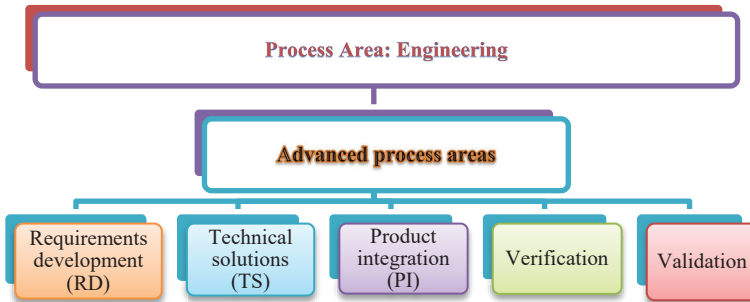 Process Area: Engineering
Advanced process areas
Requirements
development
(RD)
Technical
solutions
(TS)
Product
integration
(PI)
Verification
Validation